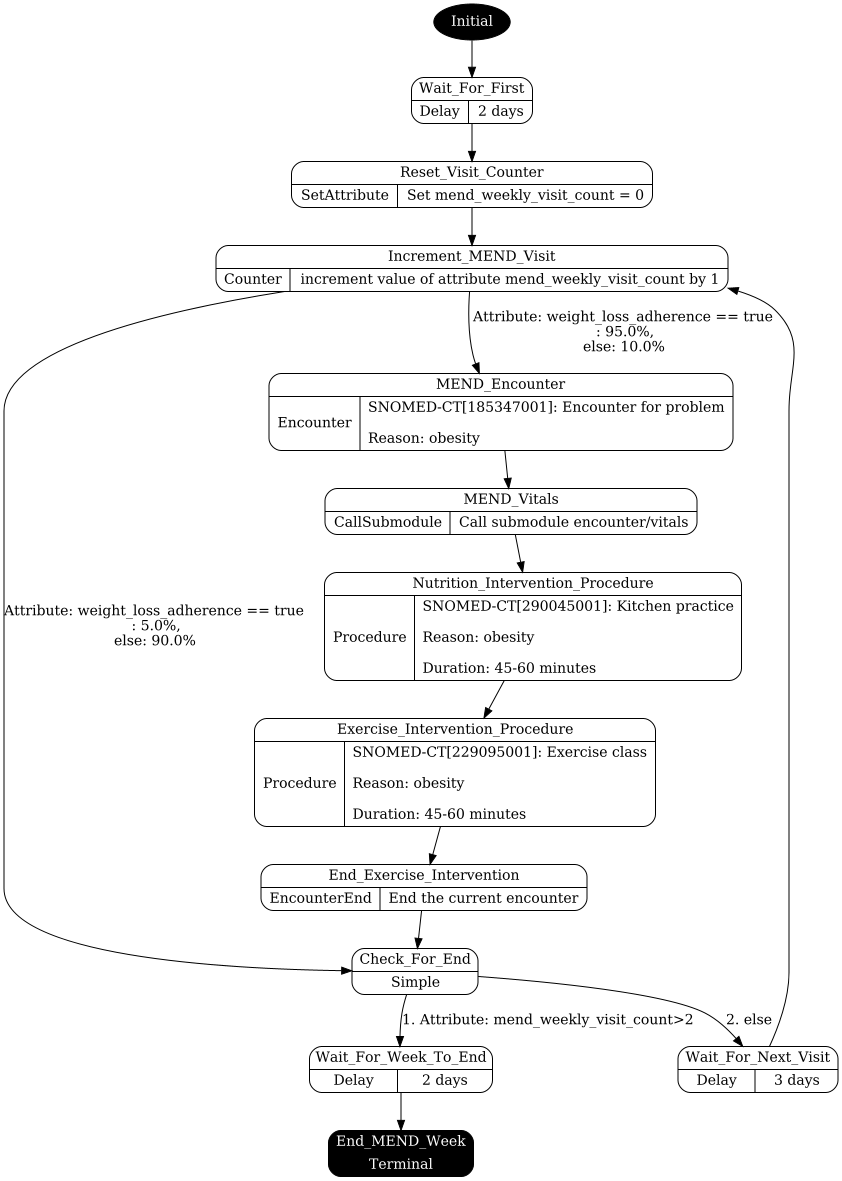 Initial
Wait_For_First
Delay 2 days
Reset_Visit_Counter
SetAttribute Set mend_weekly_visit_count = 0
Increment_MEND_Visit
Counter increment value of attribute mend_weekly_visit_count by 1
Attribute: weight_loss_adherence == true
: 95.0%,
else: 10.0%
MEND_Encounter
Encounter
SNOMED-CT[185347001]: Encounter for problem
Reason: obesity
MEND_Vitals
CallSubmodule Call submodule encounter/vitals
Nutrition_Intervention_Procedure
Procedure
SNOMED-CT[290045001]: Kitchen practice
Reason: obesity
Duration: 45-60 minutes
Attribute: weight_loss_adherence == true
: 5.0%,
else: 90.0%
Exercise_Intervention_Procedure
Procedure
SNOMED-CT[229095001]: Exercise class
Reason: obesity
Duration: 45-60 minutes
End_Exercise_Intervention
EncounterEnd End the current encounter
Check_For_End
Simple
1. Attribute: mend_weekly_visit_count>2
2. else
Wait_For_Week_To_End
Delay 2 days
Wait_For_Next_Visit
Delay 3 days
End_MEND_Week
Terminal